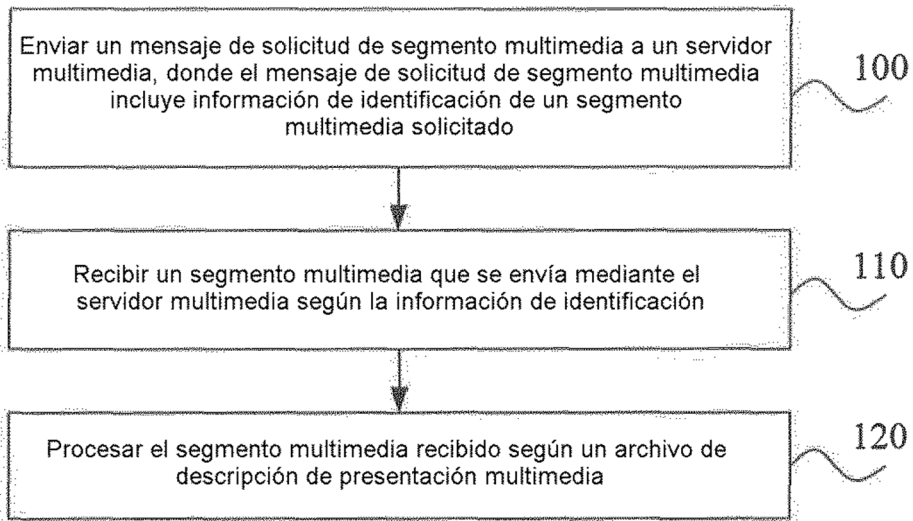 Enviar un mensaje de solicitud de segmento multimedia a un servidor
multimedia, donde el mensaje de solicitud de segmento multimedia
incluye información de identificación de un segmento
multimedia solicitado
100
Recibir un segmento multimedia que se envía mediante el
servidor multimedia según la información de identificación
110
Procesar el segmento multimedia recibido según un archivo de
descripción de presentación multimedia
120